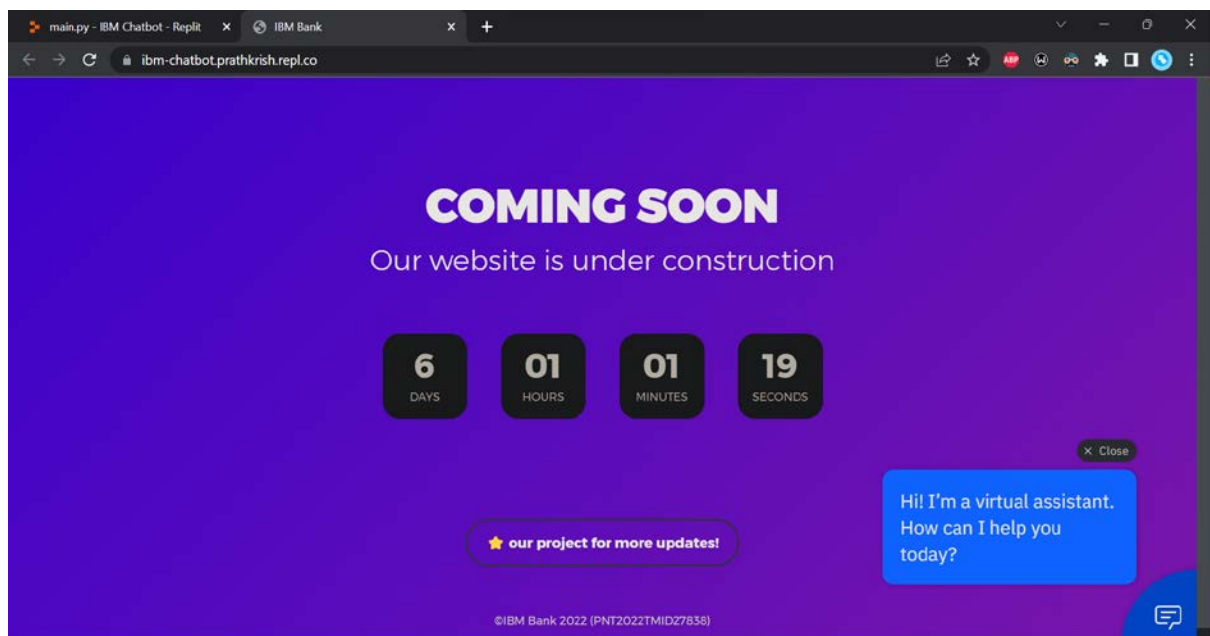 main.py - IBM Chatbot - Replit
IBM Bank
ibm-chatbot.prathkrish.repl.co
ABP
COMING SOON
Our website is under construction
6 01 01 19
DAYS HOURS MINUTES SECONDS
Close
Hi! I'm a virtual assistant.
How can I help you
today?
our project for more updates!
©IBM Bank 2022 (PNT2022TMID27838)